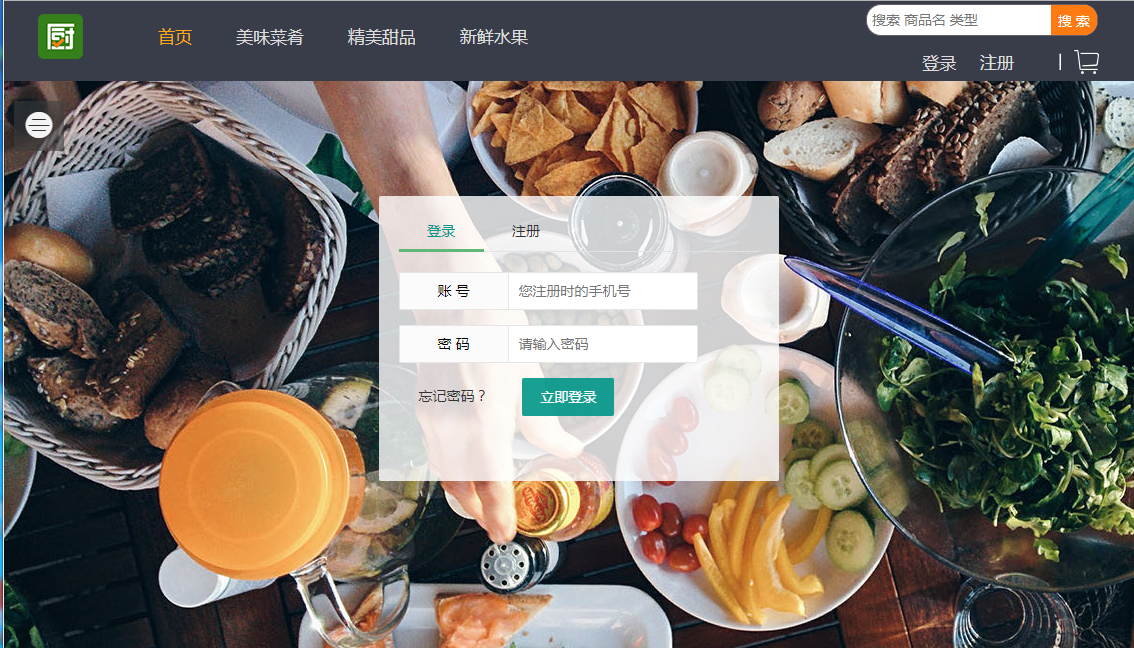 厨
首页 美味菜肴 精美甜品 新鲜水果
搜索 商品名 类型 搜 索
登录 注册 |
登录 注册
账 号 您注册时的手机号
密 码 请输入密码
忘记密码？ 立即登录